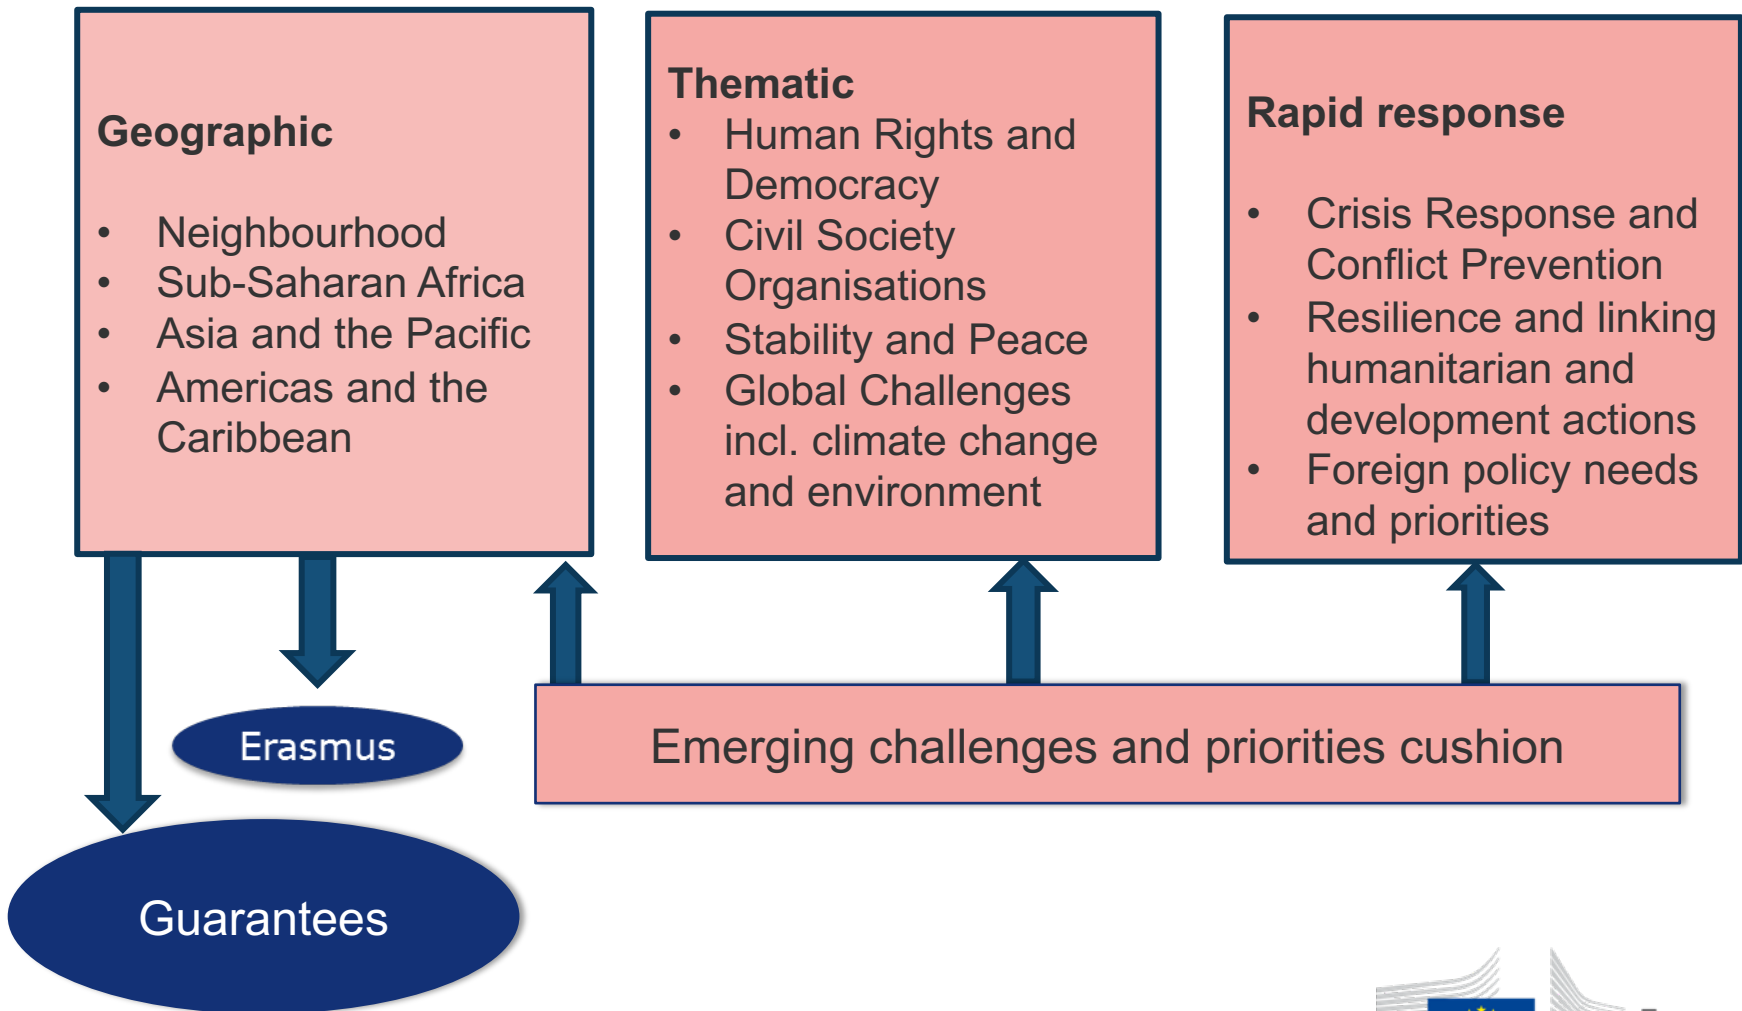 Geographic
• Neighbourhood
• Sub-Saharan Africa
• Asia and the Pacific
• Americas and the
Caribbean
Thematic
• Human Rights and
Democracy
• Civil Society
Organisations
• Stability and Peace
• Global Challenges
incl. climate change
and environment
Rapid response
• Crisis Response and
Conflict Prevention
• Resilience and linking
humanitarian and
development actions
• Foreign policy needs
and priorities
Erasmus
Emerging challenges and priorities cushion
Guarantees